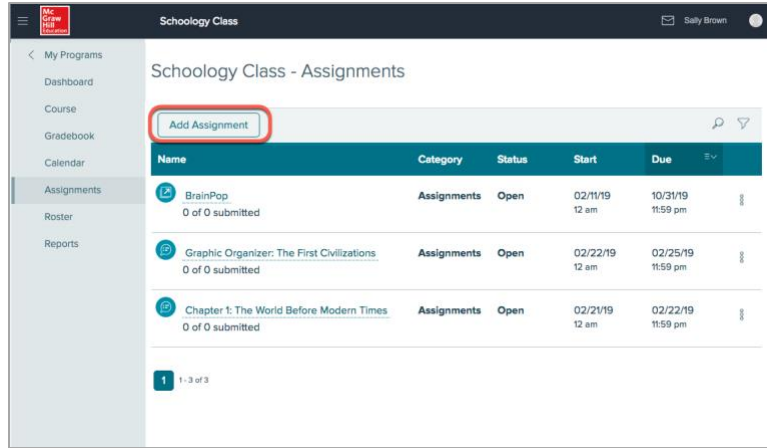 Mc
Graw
Hill
Education
Schoology Class
Sally Brown
My Programs
Dashboard
Course
Gradebook
Calendar
Assignments
Roster
Reports
Schoology Class - Assignments
Add Assignment
Name Category Status Start Due
BrainPop Assignments Open 02/11/19 10/31/19
0 of 0 submitted 12 am 11:59 pm
Graphic Organizer: The First Civilizations Assignments Open 02/22/19 02/25/19
0 of 0 submitted 12 am 11:59 pm
Chapter 1: The World Before Modern Times Assignments Open 02/21/19 02/22/19
0 of 0 submitted 12 am 11:59 pm
1 1 - 3 of 3